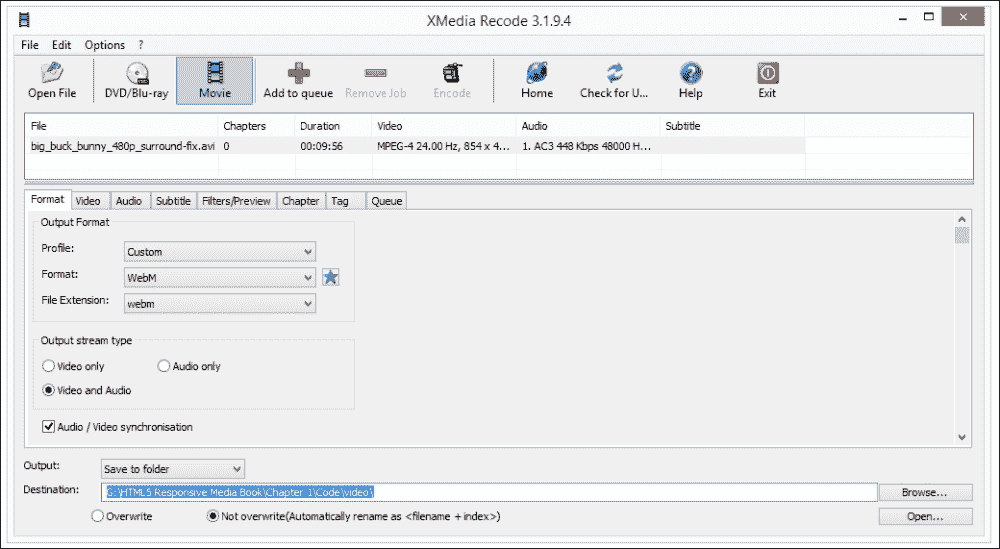 XMedia Recode 3.1.9.4
File Edit Options ?
Open File DVD/Blu-ray Movie Add to queue Remove Job Encode Home Check for U... Help Exit
File Chapters Duration Video Audio Subtitle
big_buck_bunny_480p_surround-fix.avi 0 00:09:56 MPEG-4 24.00 Hz, 854 x 4... 1. AC3 448 Kbps 48000 H...
Format Video Audio Subtitle Filters/Preview Chapter Tag Queue
Output Format
Profile: Custom
Format: WebM
File Extension: webm
Output stream type
Video only Audio only
Video and Audio
Audio / Video synchronisation
Output: Save to folder
Destination: G:\HTML5 Responsive Media Book\Chapter 1\Code\video\ Browse...
Overwrite Not overwrite(Automatically rename as <filename + index>) Open...